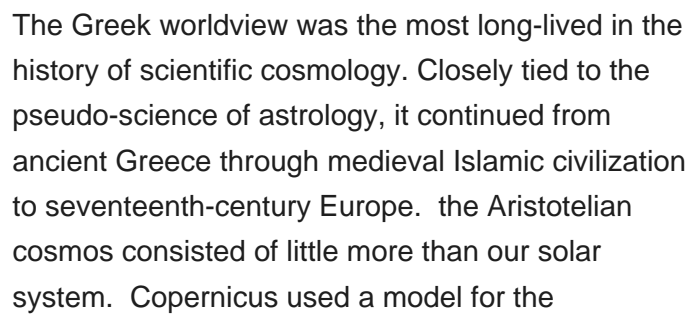 The Greek worldview was the most long-lived in the
history of scientific cosmology. Closely tied to the
pseudo-science of astrology, it continued from
ancient Greece through medieval Islamic civilization
to seventeenth-century Europe.  the Aristotelian
cosmos consisted of little more than our solar
system.  Copernicus used a model for the